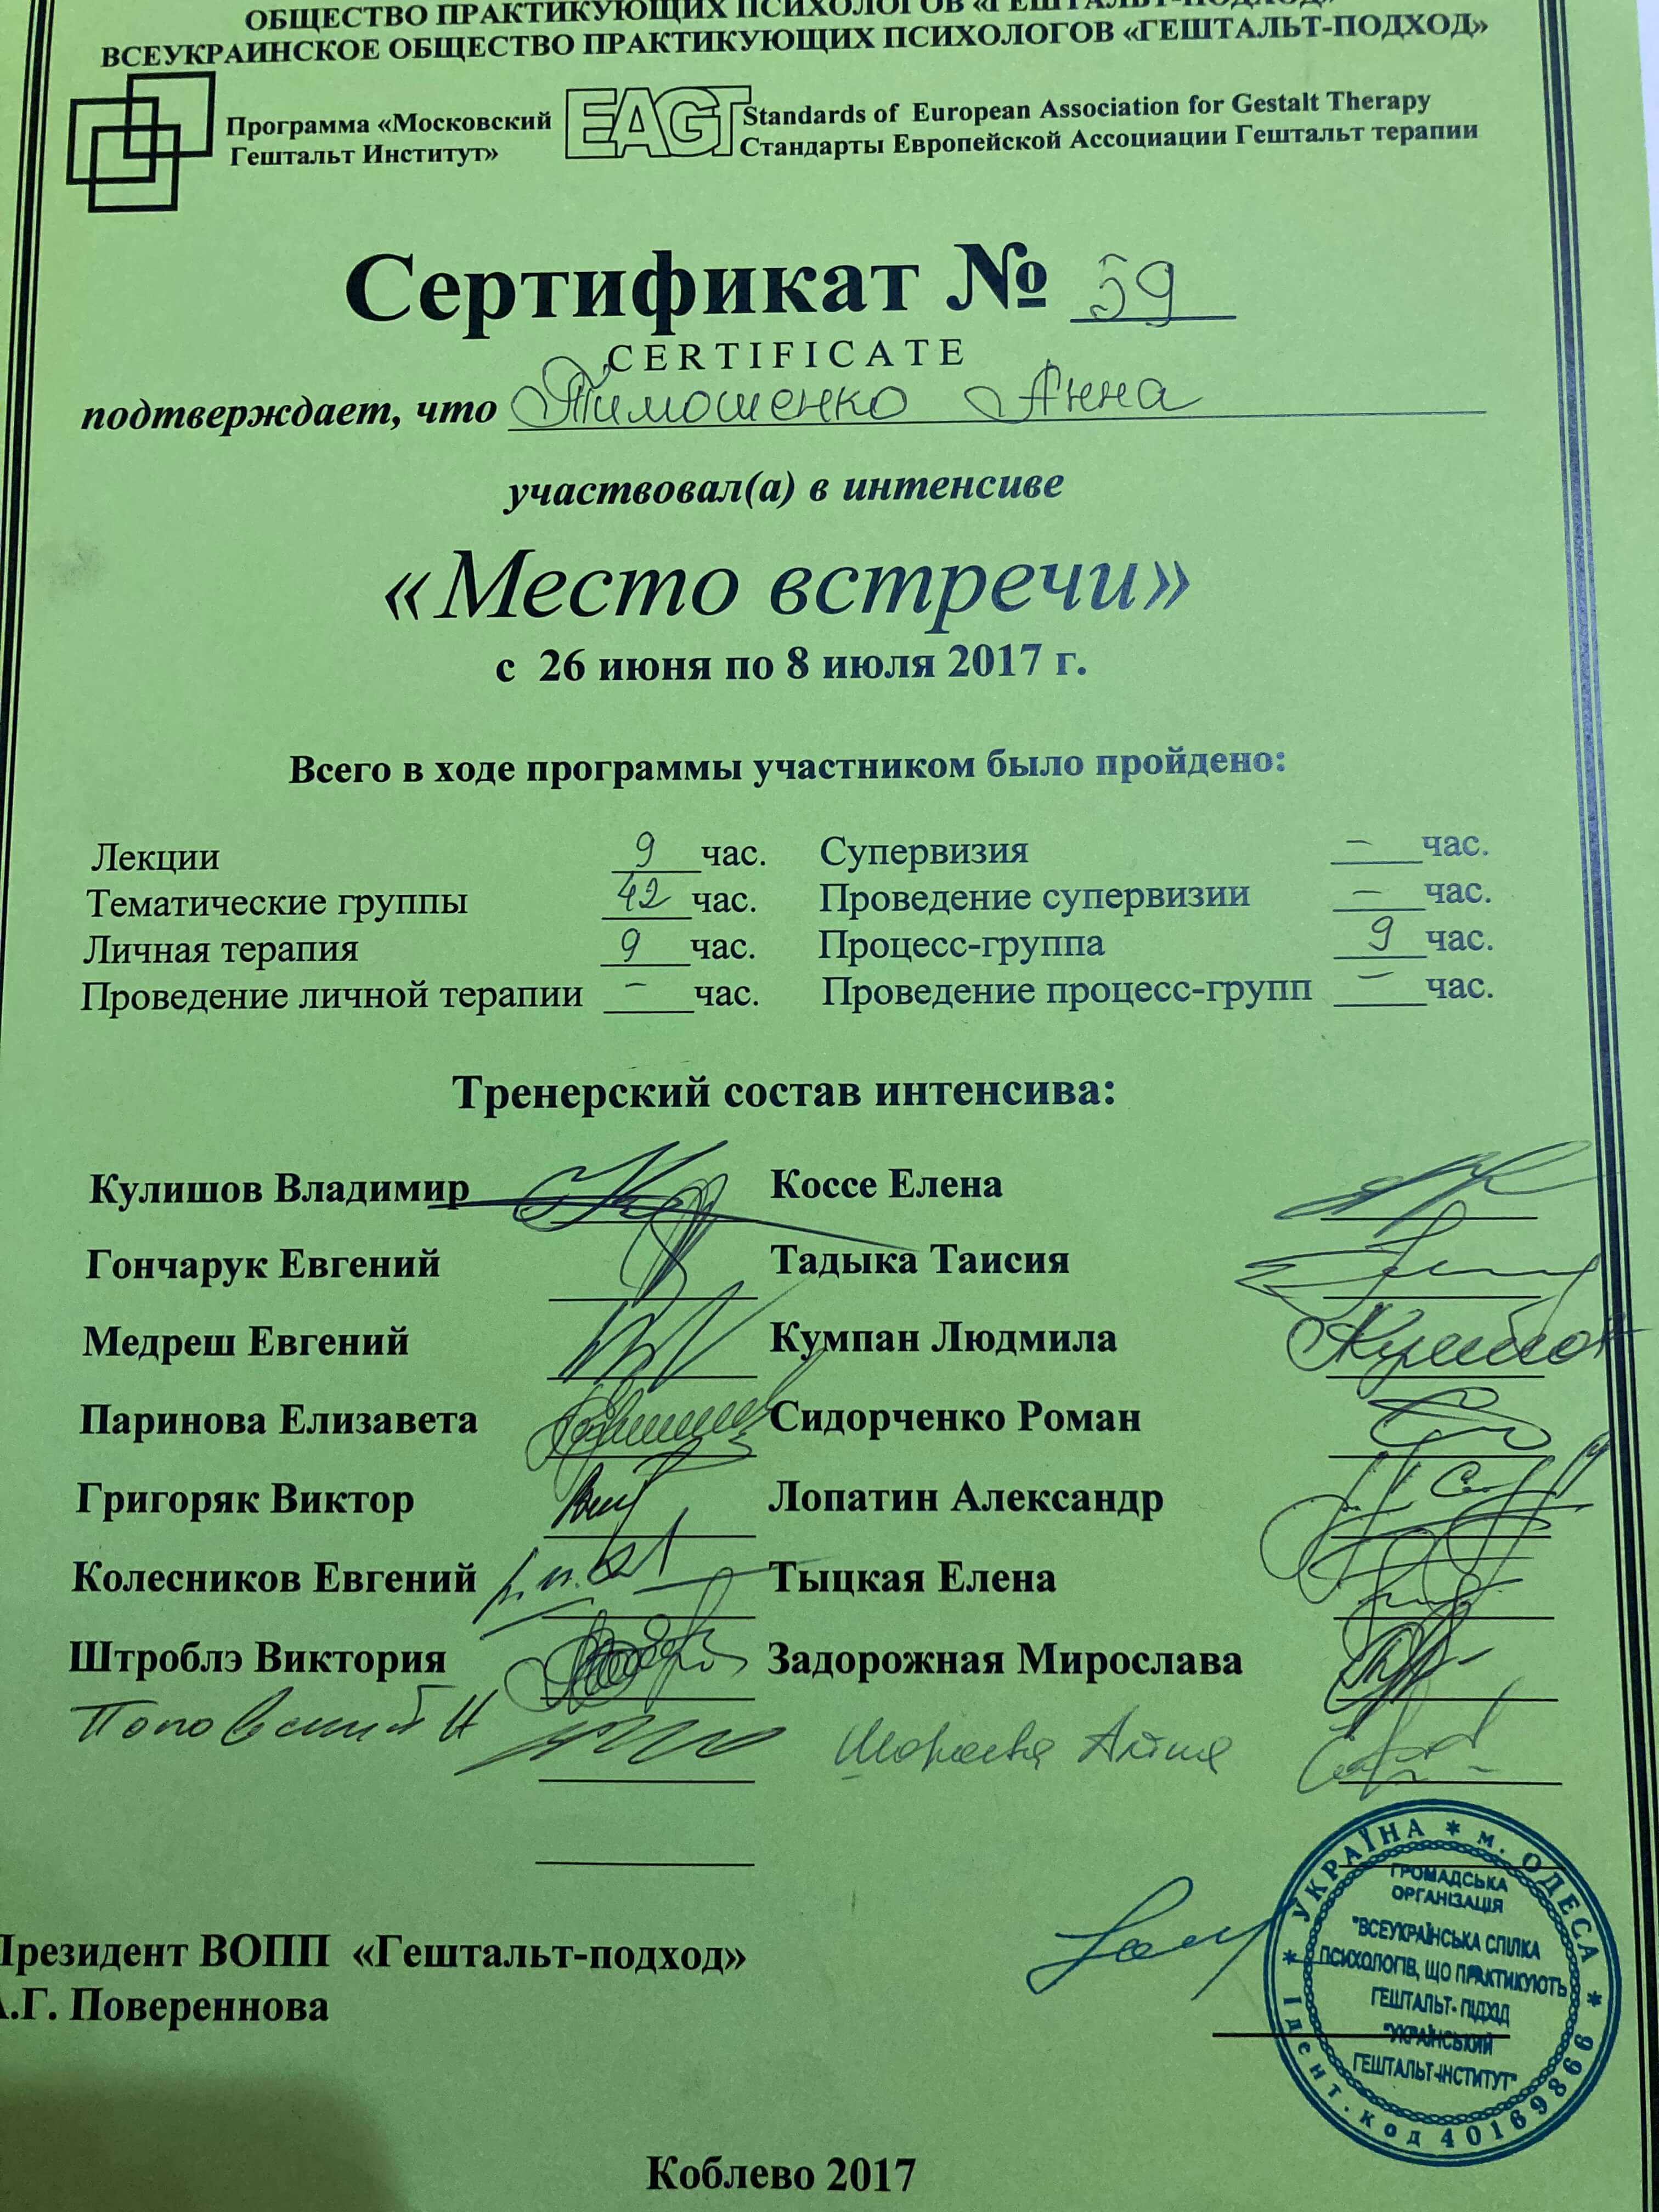 ОБЩЕСТВО ПРАКТИКУЮЩИХ ПСИХОЛОГОВ «ГЕШТАЛЬТ-ПОДХОД»
ВСЕУКРАИНСКОЕ ОБЩЕСТВО ПРАКТИКУЮЩИХ ПСИХОЛОГОВ «ГЕШТАЛЬТ-ПОДХОД»
Программа «Московский
Гештальт Институт»
EAGT
Standards of European Association for Gestalt Therapy
Стандарты Европейской Ассоциации Гештальт терапии
Сертификат № 59
CERTIFICATE
подтверждает, что Тимошенко Анна
участвовал(а) в интенсиве
«Место встречи»
с 26 июня по 8 июля 2017 г.
Всего в ходе программы участником было пройдено:
Лекции 9 час. Супервизия – час.
Тематические группы 42 час. Проведение супервизии – час.
Личная терапия 9 час. Процесс-группа 9 час.
Проведение личной терапии – час. Проведение процесс-групп – час.
Тренерский состав интенсива:
Кулишов Владимир Коссе Елена
Гончарук Евгений Тадыка Таисия
Медреш Евгений Кумпан Людмила
Паринова Елизавета Сидорченко Роман
Григоряк Виктор Лопатин Александр
Колесников Евгений Тыцкая Елена
Штроблэ Виктория Задорожная Мирослава
Поповский Н
Президент ВОПП «Гештальт-подход»
А.Г. Повереннова
УКРАЇНА * м. ОДЕСА * Ідент. код 40169869 *
ГРОМАДСЬКА
ОРГАНІЗАЦІЯ
"ВСЕУКРАЇНСЬКА СПІЛКА
ПСИХОЛОГІВ, ЩО ПРАКТИКУЮТЬ
ГЕШТАЛЬТ- ПІДХІД
"УКРАЇНСЬКИЙ
ГЕШТАЛЬТ-ІНСТИТУТ"
Коблево 2017